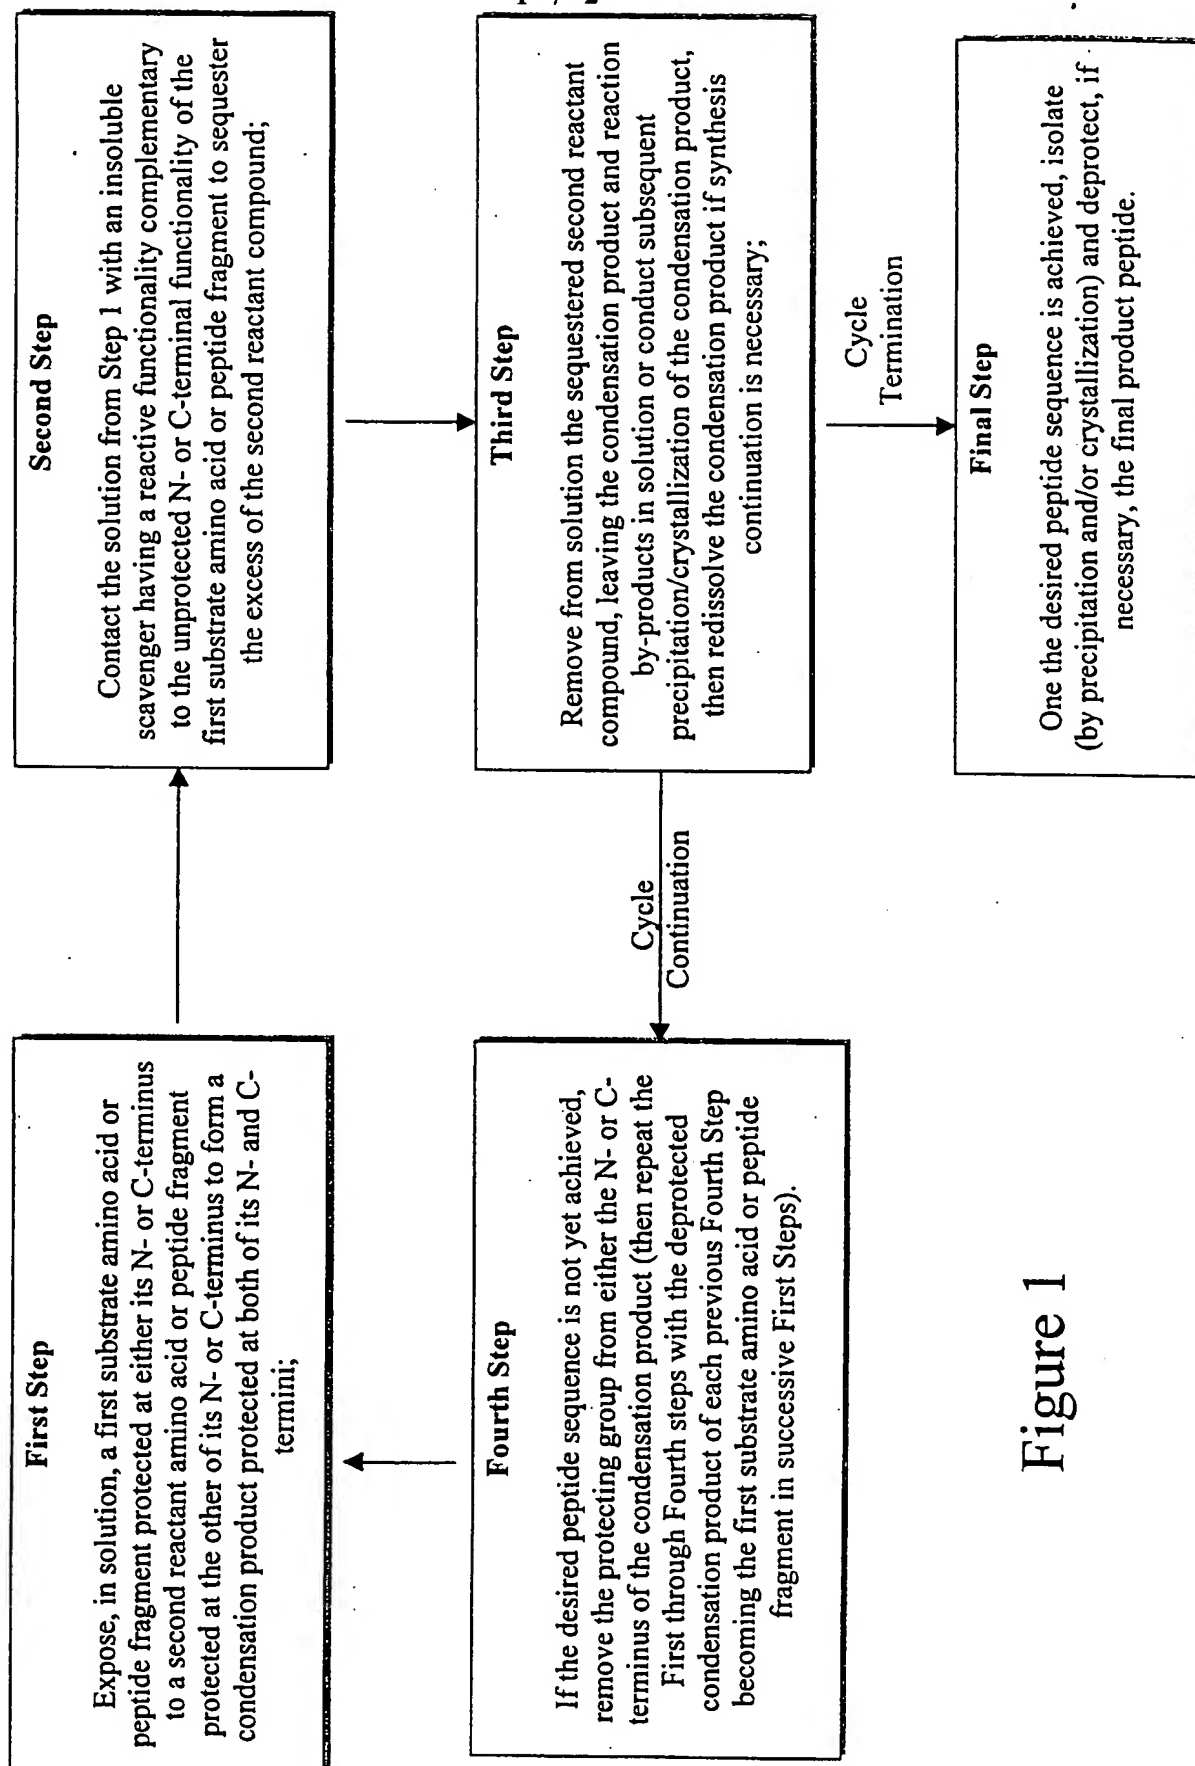 First Step
Expose, in solution, a first substrate amino acid or
peptide fragment protected at either its N- or C-terminus
to a second reactant amino acid or peptide fragment
protected at the other of its N- or C-terminus to form a
condensation product protected at both of its N- and C-
termini;
Second Step
Contact the solution from Step 1 with an insoluble
scavenger having a reactive functionality complementary
to the unprotected N- or C-terminal functionality of the
first substrate amino acid or peptide fragment to sequester
the excess of the second reactant compound;
Third Step
Remove from solution the sequestered second reactant
compound, leaving the condensation product and reaction
by-products in solution or conduct subsequent
precipitation/crystallization of the condensation product,
then redissolve the condensation product if synthesis
continuation is necessary;
Cycle
Continuation
Fourth Step
If the desired peptide sequence is not yet achieved,
remove the protecting group from either the N- or C-
terminus of the condensation product (then repeat the
First through Fourth steps with the deprotected
condensation product of each previous Fourth Step
becoming the first substrate amino acid or peptide
fragment in successive First Steps).
Cycle
Termination
Final Step
One the desired peptide sequence is achieved, isolate
(by precipitation and/or crystallization) and deprotect, if
necessary, the final product peptide.
Figure 1